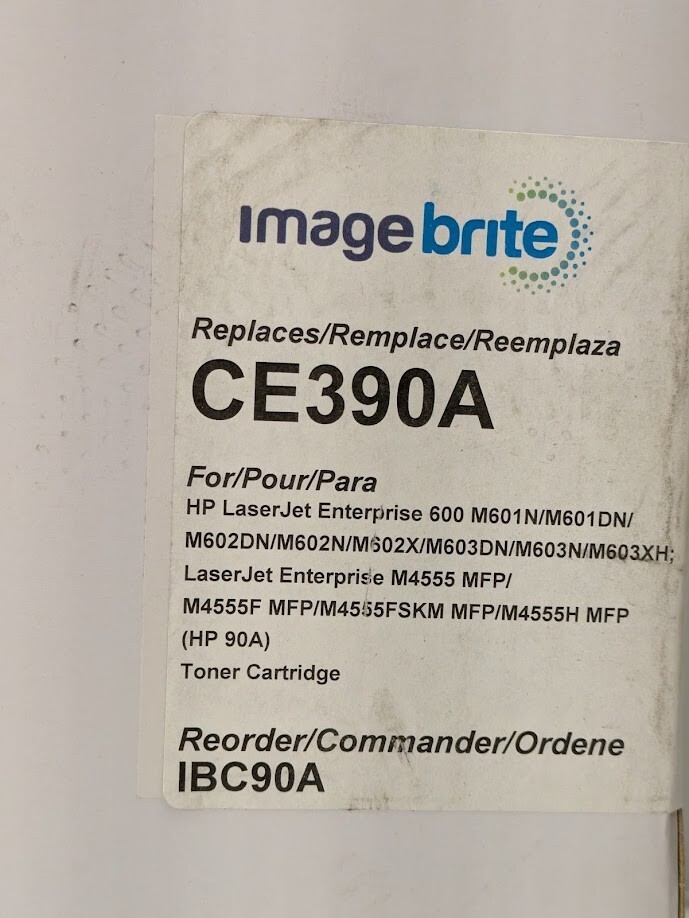 Image brite
Replaces/Remplace/Reemplaza
CE390A
For/Pour/Para
HP LaserJet Enterprise 600 M601N/M601DN/
M602DN/M602N/M602X/M603DN/M603N/M603XH;
LaserJet Enterprise M4555 MFP/
M4555F MFP/M4555FSKM MFP/M4555H MFP
(HP 90A)
Toner Cartridge
Reorder/Commander/Ordene
IBC90A